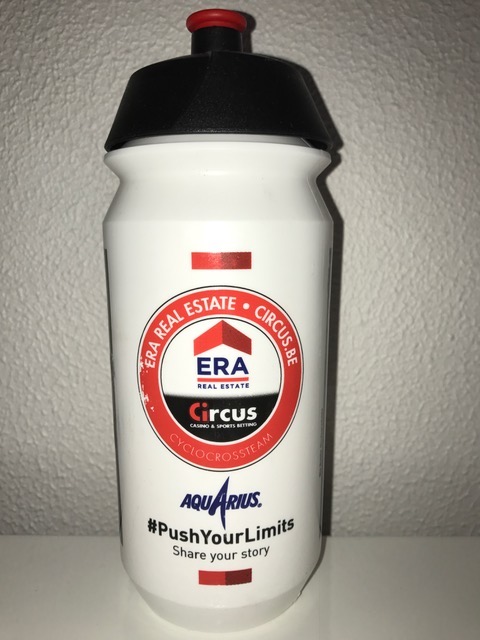 ERA REAL ESTATE • CIRCUS.BE
ERA
REAL ESTATE
Circus
CASINO & SPORTS BETTING
CYCLOCROSSTEAM
AQUARIUS®
#PushYourLimits
Share your story